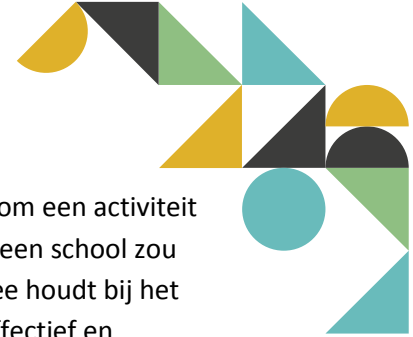 om een activiteit
een school zou
ee houdt bij het
ffectief en